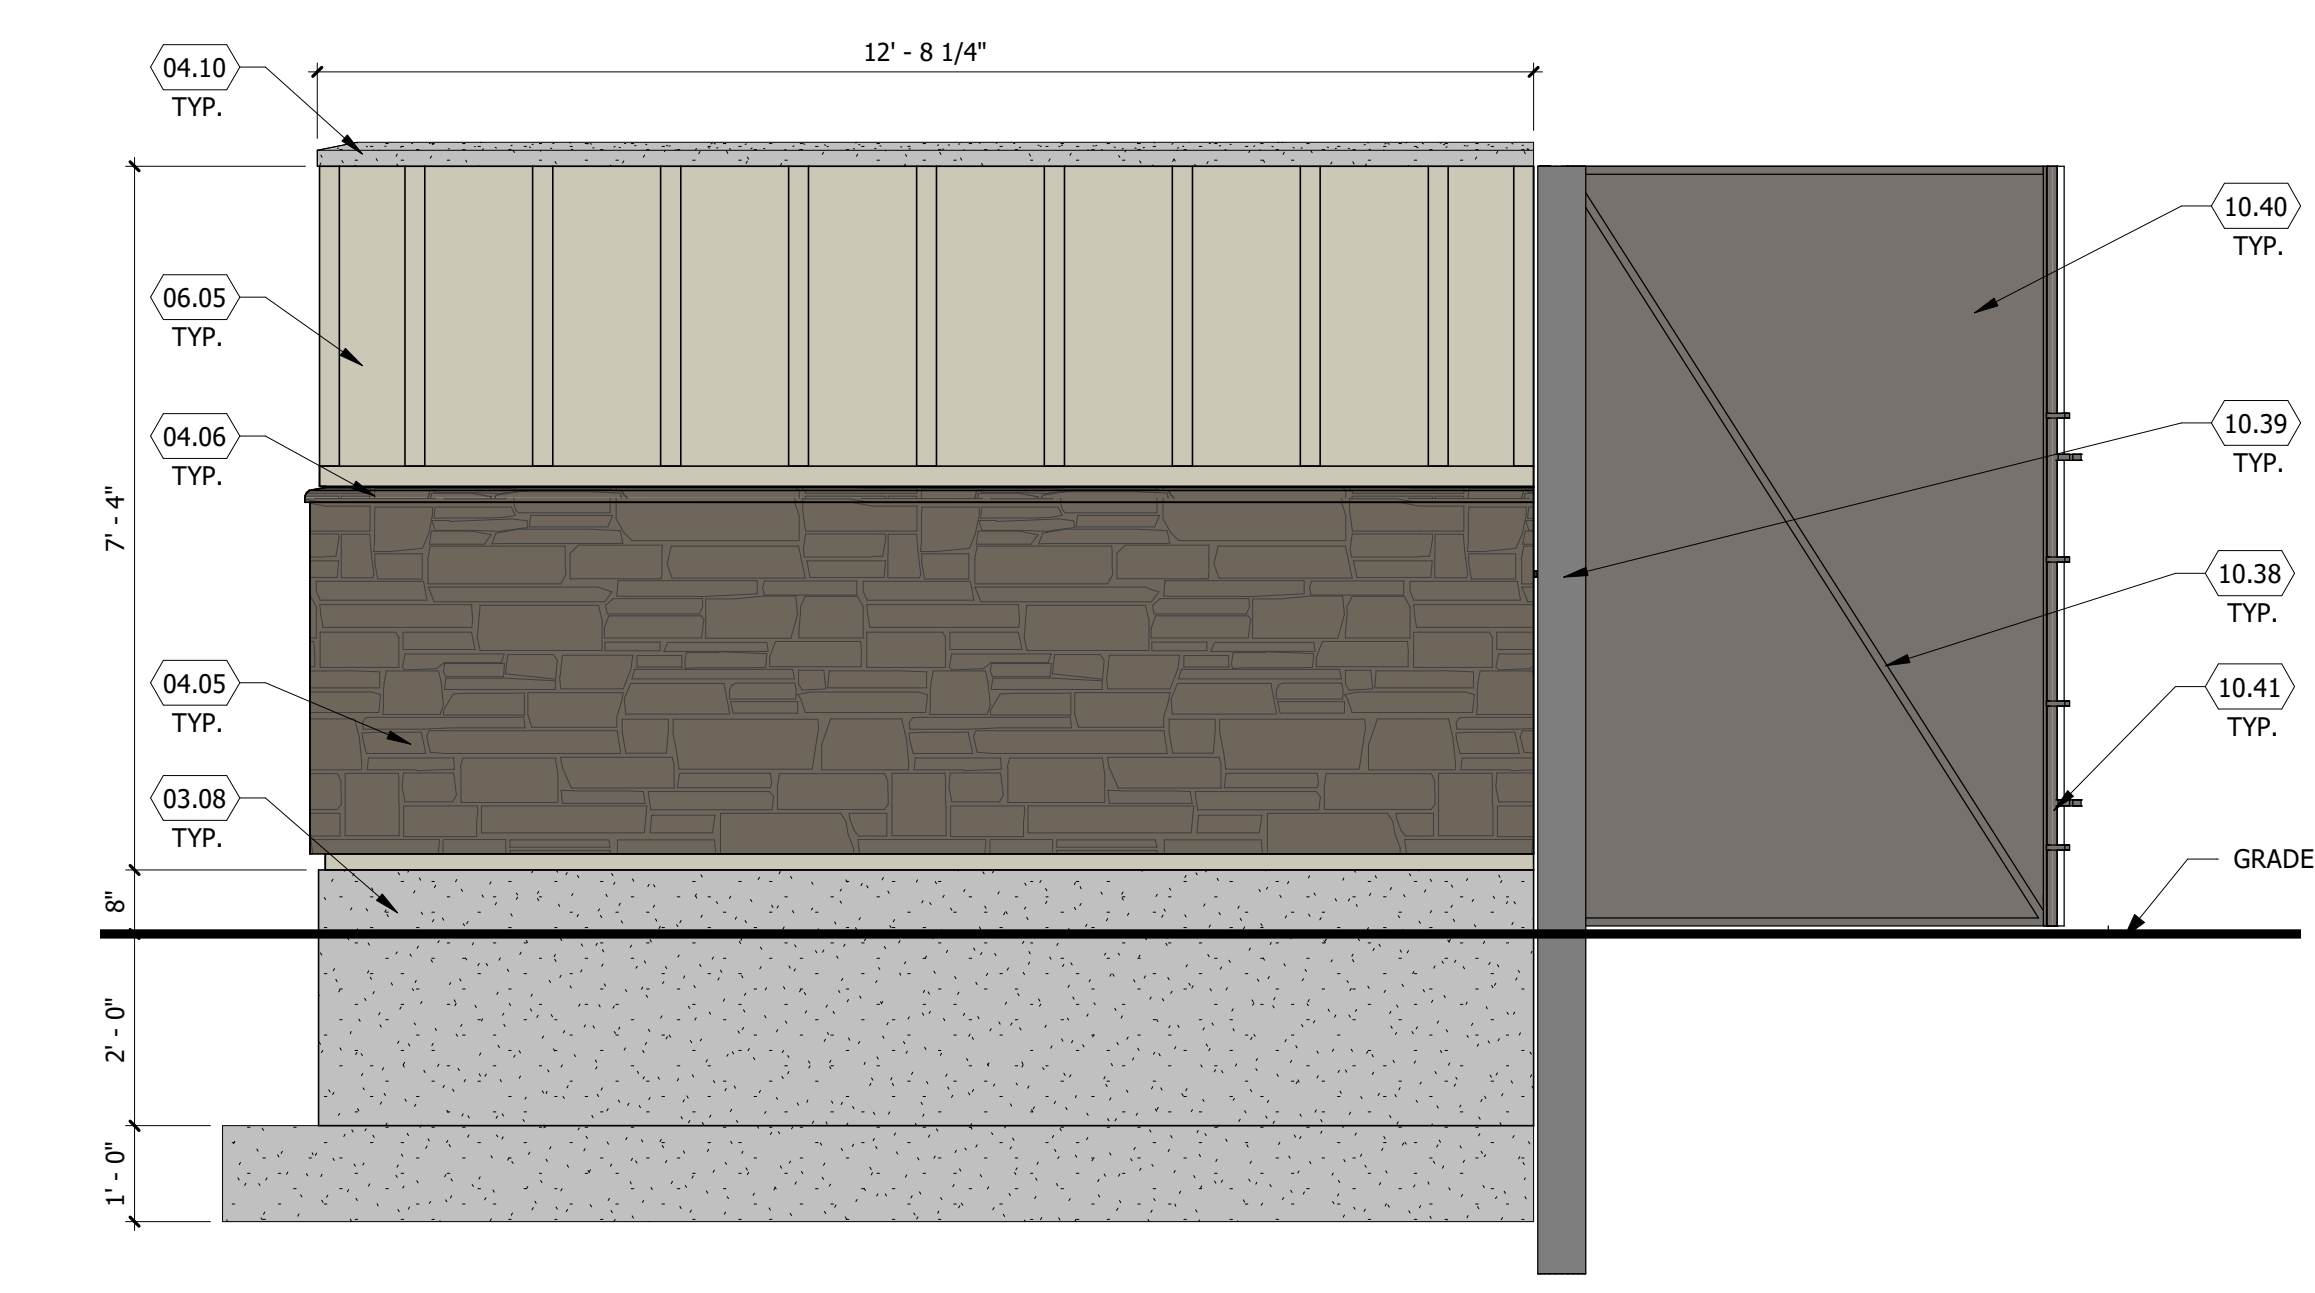 12' - 8 1/4"
04.10
TYP.
06.05
TYP.
04.06
TYP.
7' - 4"
04.05
TYP.
03.08
TYP.
8"
2' - 0"
1' - 0"
10.40
TYP.
10.39
TYP.
10.38
TYP.
10.41
TYP.
GRADE